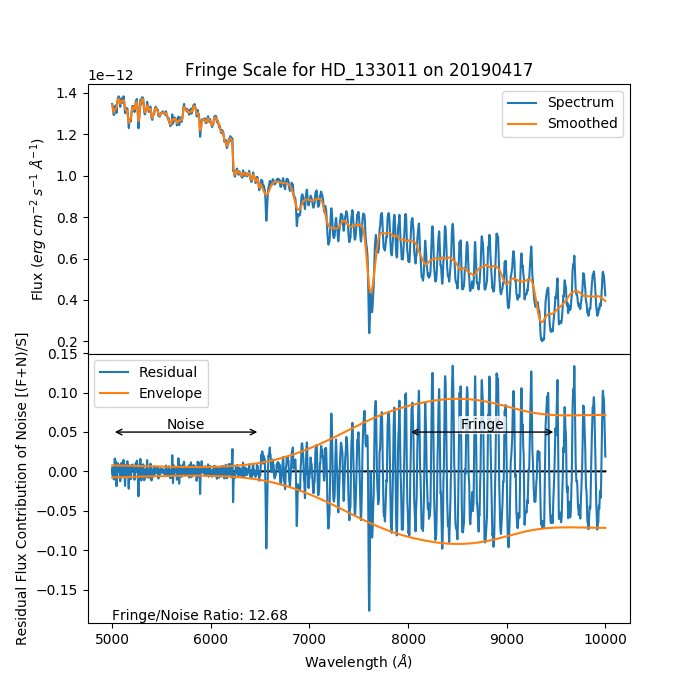 Fringe Scale for HD_133011 on 20190417
1e−12
1.4
1.2
1.0
0.8
0.6
0.4
0.2
Flux (erg cm⁻² s⁻¹ Å⁻¹)
Spectrum
Smoothed
0.15
0.10
0.05
0.00
−0.05
−0.10
−0.15
Residual Flux Contribution of Noise [(F+N)/S]
Residual
Envelope
Noise
Fringe
Fringe/Noise Ratio: 12.68
5000 6000 7000 8000 9000 10000
Wavelength (Å)